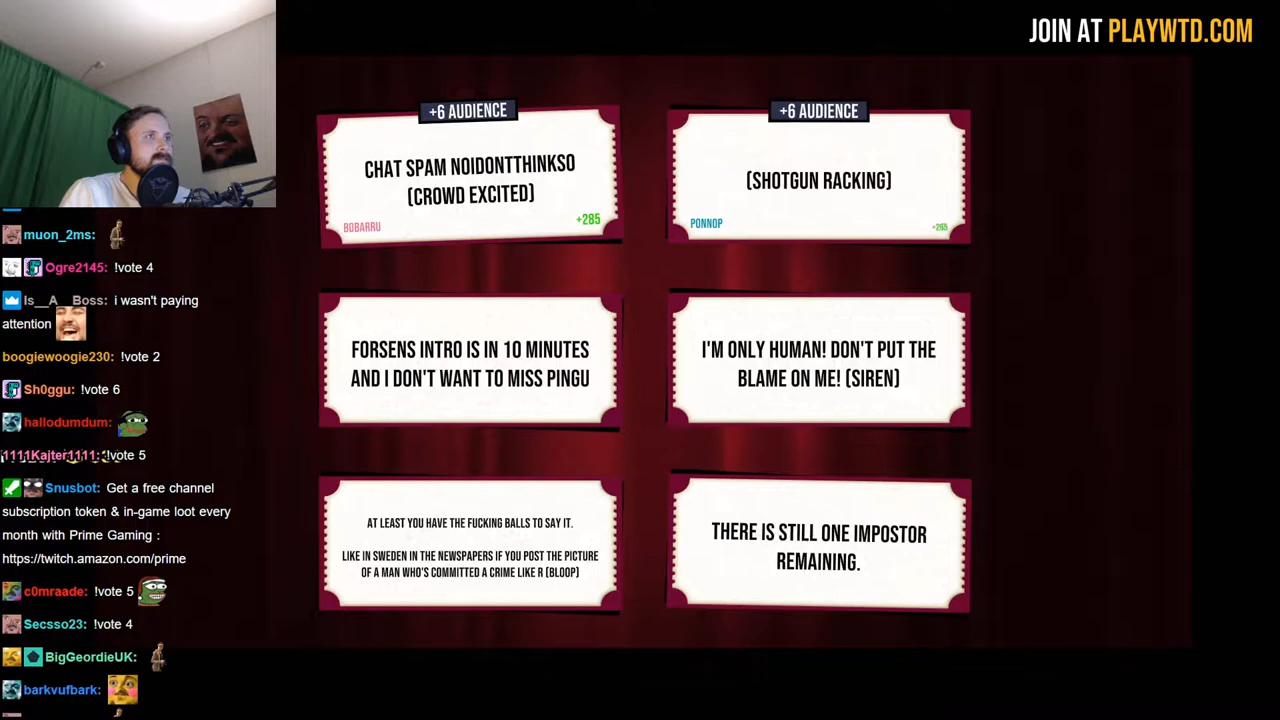 JOIN AT PLAYWTD.COM
+6 AUDIENCE
CHAT SPAM NOIDONTTHINKSO
(CROWD EXCITED)
BOBARRU
+285
+6 AUDIENCE
(SHOTGUN RACKING)
PONNOP
+265
FORSENS INTRO IS IN 10 MINUTES
AND I DON'T WANT TO MISS PINGU
I'M ONLY HUMAN! DON'T PUT THE
BLAME ON ME! (SIREN)
AT LEAST YOU HAVE THE FUCKING BALLS TO SAY IT.
LIKE IN SWEDEN IN THE NEWSPAPERS IF YOU POST THE PICTURE
OF A MAN WHO'S COMMITTED A CRIME LIKE R (BLOOP)
THERE IS STILL ONE IMPOSTOR
REMAINING.
muon_2ms:
Ogre2145: !vote 4
Is__A__Boss: i wasn't paying
attention
boogiewoogie230: !vote 2
Sh0ggu: !vote 6
hallodumdum:
1111Kajter1111: !vote 5
Snusbot: Get a free channel
subscription token & in-game loot every
month with Prime Gaming :
https://twitch.amazon.com/prime
c0mraade: !vote 5
Secsso23: !vote 4
BigGeordieUK:
barkvufbark: